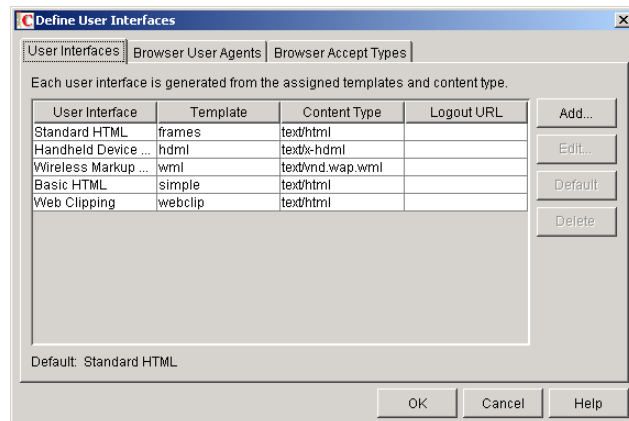 Define User Interfaces
User Interfaces Browser User Agents Browser Accept Types
Each user interface is generated from the assigned templates and content type.
User Interface Template Content Type Logout URL
Standard HTML frames text/html
Handheld Device ... hdml text/x-hdml
Wireless Markup ... wml text/vnd.wap.wml
Basic HTML simple text/html
Web Clipping webclip text/html
Add...
Edit...
Default
Delete
Default: Standard HTML
OK Cancel Help